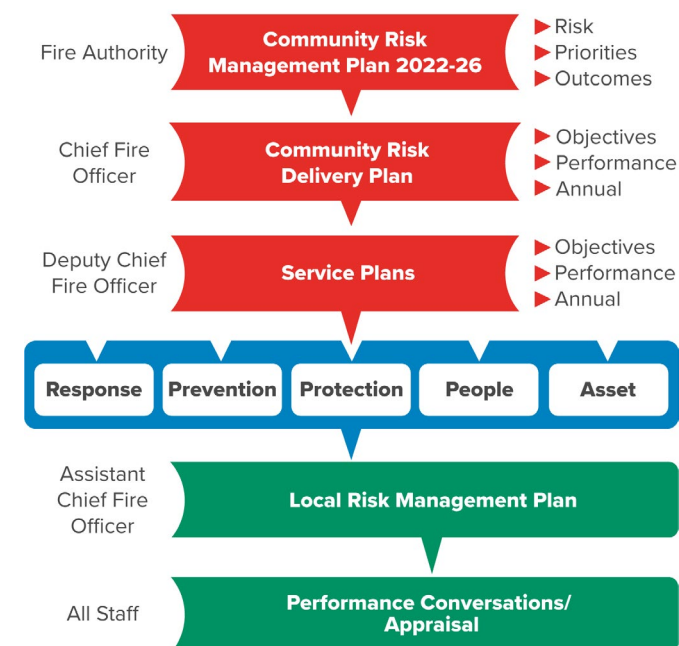 Fire Authority
Community Risk
Management Plan 2022-26
Risk
Priorities
Outcomes
Chief Fire
Officer
Community Risk
Delivery Plan
Objectives
Performance
Annual
Deputy Chief
Fire Officer
Service Plans
Objectives
Performance
Annual
Response
Prevention
Protection
People
Asset
Assistant
Chief Fire
Officer
Local Risk Management Plan
All Staff
Performance Conversations/
Appraisal